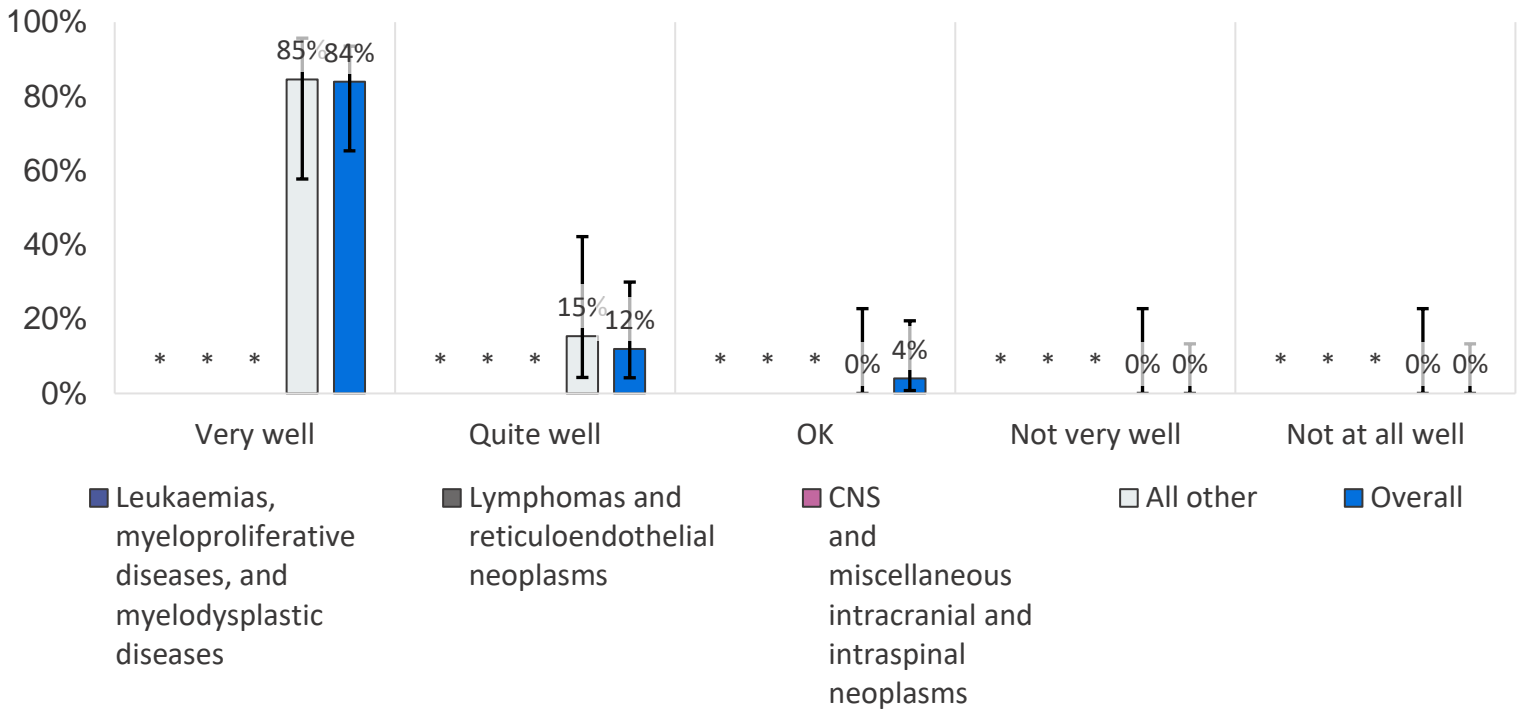 100%
80%
60%
40%
20%
0%
85% 84%
* * *
15% 12%
* * *
0% 4%
* * *
0% 0%
* * *
0% 0%
* * *
Very well Quite well OK Not very well Not at all well
Leukaemias,
myeloproliferative
diseases, and
myelodysplastic
diseases
Lymphomas and
reticuloendothelial
neoplasms
CNS
and
miscellaneous
intracranial and
intraspinal
neoplasms
All other
Overall